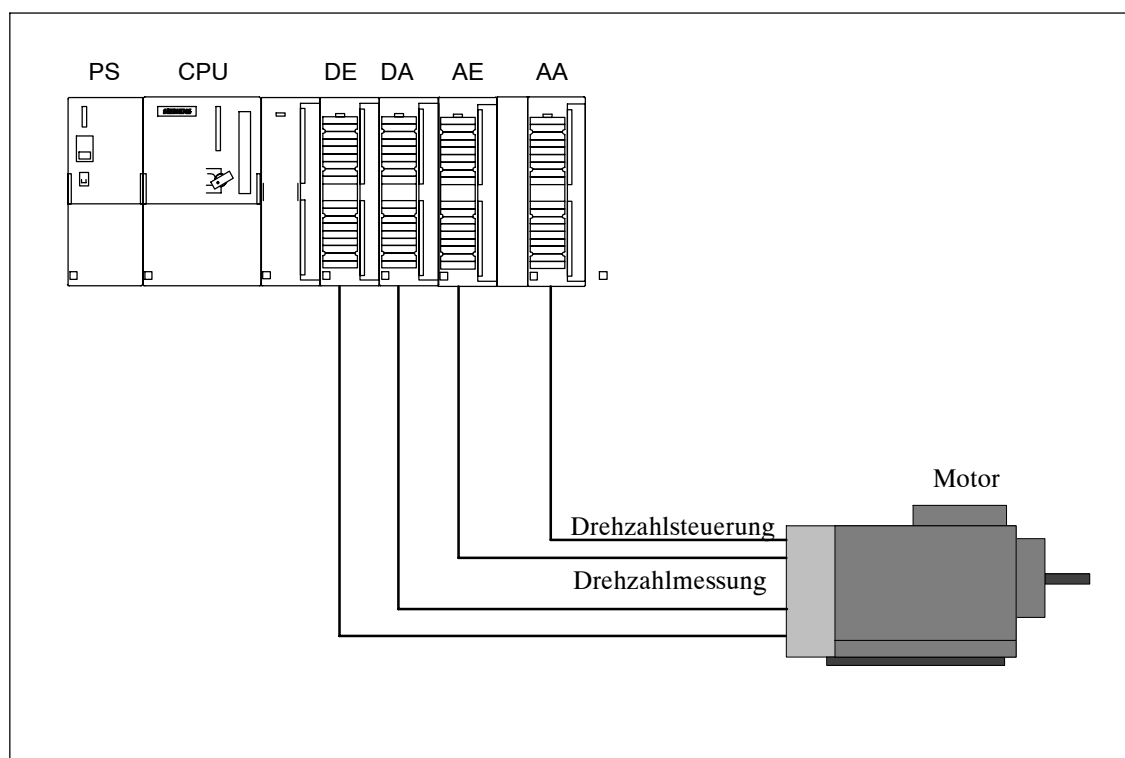 PS CPU DE DA AE AA
Motor
Drehzahlsteuerung
Drehzahlmessung